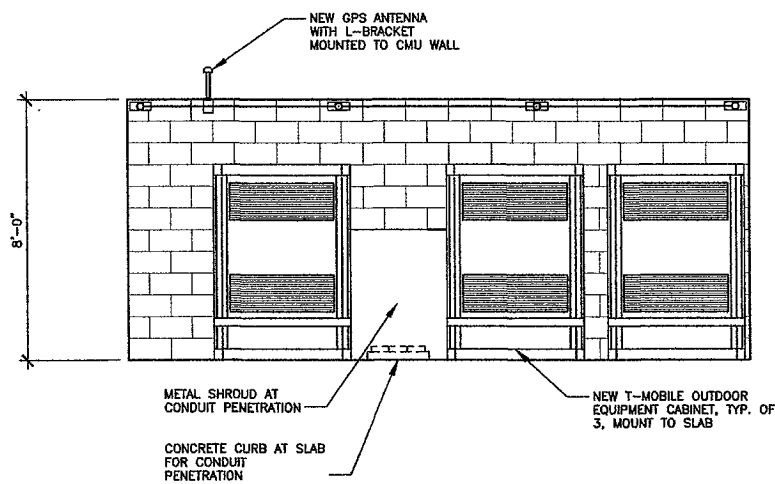 NEW GPS ANTENNA
WITH L-BRACKET
MOUNTED TO CMU WALL
8'-0"
METAL SHROUD AT
CONDUIT PENETRATION
CONCRETE CURB AT SLAB
FOR CONDUIT
PENETRATION
NEW T-MOBILE OUTDOOR
EQUIPMENT CABINET, TYP. OF
3, MOUNT TO SLAB